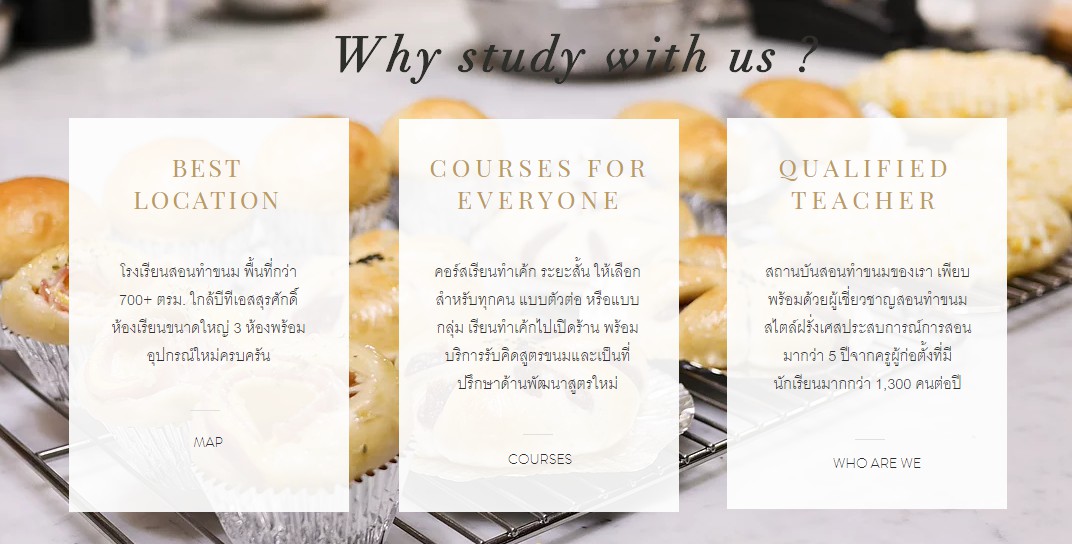 Why study with us ?
BEST
LOCATION
โรงเรียนสอนทำขนม พื้นที่กว่า
700+ ตรม. ใกล้บีทีเอสสุรศักดิ์
ห้องเรียนขนาดใหญ่ 3 ห้องพร้อม
อุปกรณ์ใหม่ครบครัน
MAP
COURSES FOR
EVERYONE
คอร์สเรียนทำเค้ก ระยะสั้น ให้เลือก
สำหรับทุกคน แบบตัวต่อ หรือแบบ
กลุ่ม เรียนทำเค้กไปเปิดร้าน พร้อม
บริการรับคิดสูตรขนมและเป็นที่
ปรึกษาด้านพัฒนาสูตรใหม่
COURSES
QUALIFIED
TEACHER
สถานบันสอนทำขนมของเรา เพียบ
พร้อมด้วยผู้เชี่ยวชาญสอนทำขนม
สไตล์ฝรั่งเศสประสบการณ์การสอน
มากว่า 5 ปีจากครูผู้ก่อตั้งที่มี
นักเรียนมากกว่า 1,300 คนต่อปี
WHO ARE WE